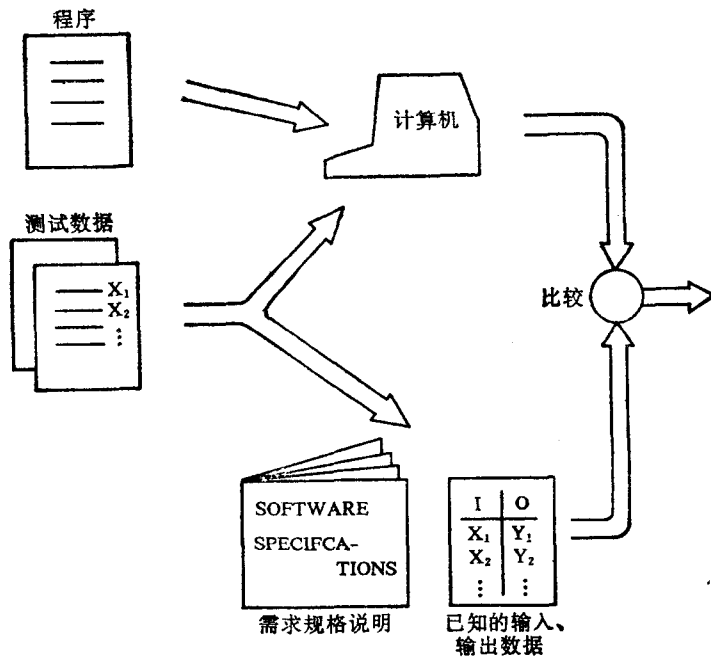 程序
计算机
测试数据
X₁
X₂
⋮
比较
SOFTWARE
SPECIFCA-
TIONS
I O
X₁ Y₁
X₂ Y₂
⋮ ⋮
需求规格说明
已知的输入、
输出数据